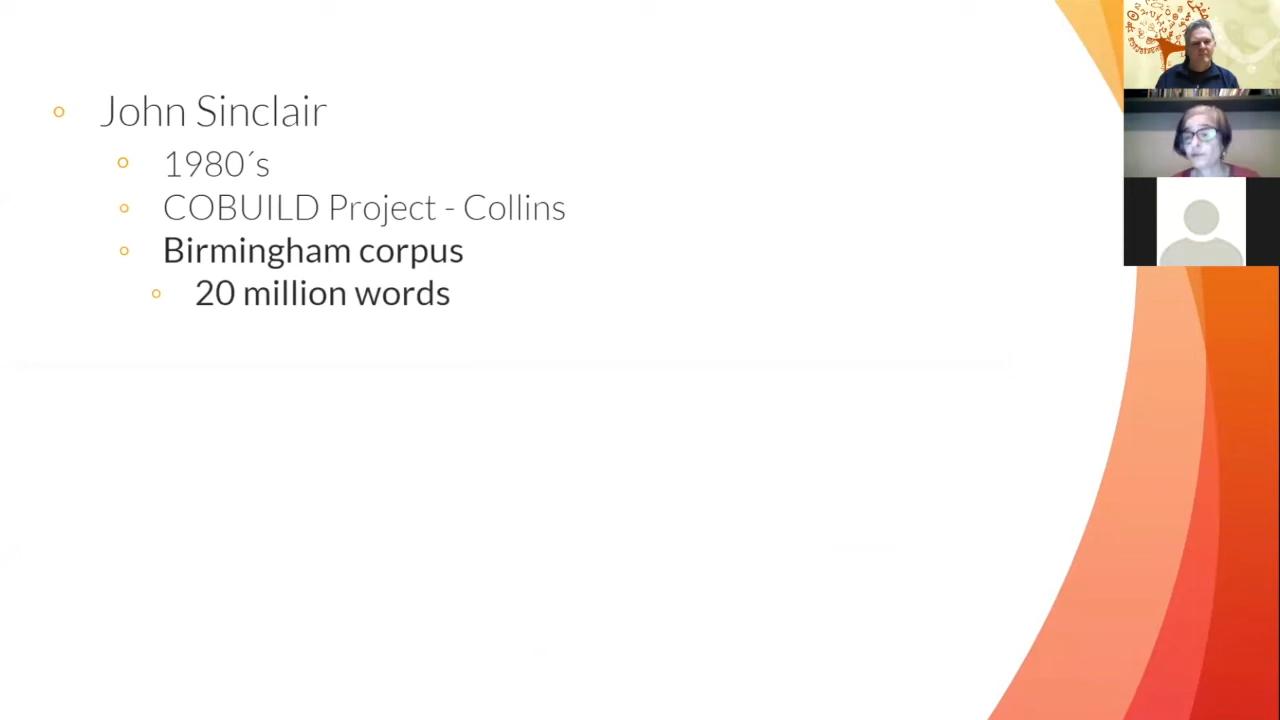 John Sinclair
1980´s
COBUILD Project - Collins
Birmingham corpus
20 million words